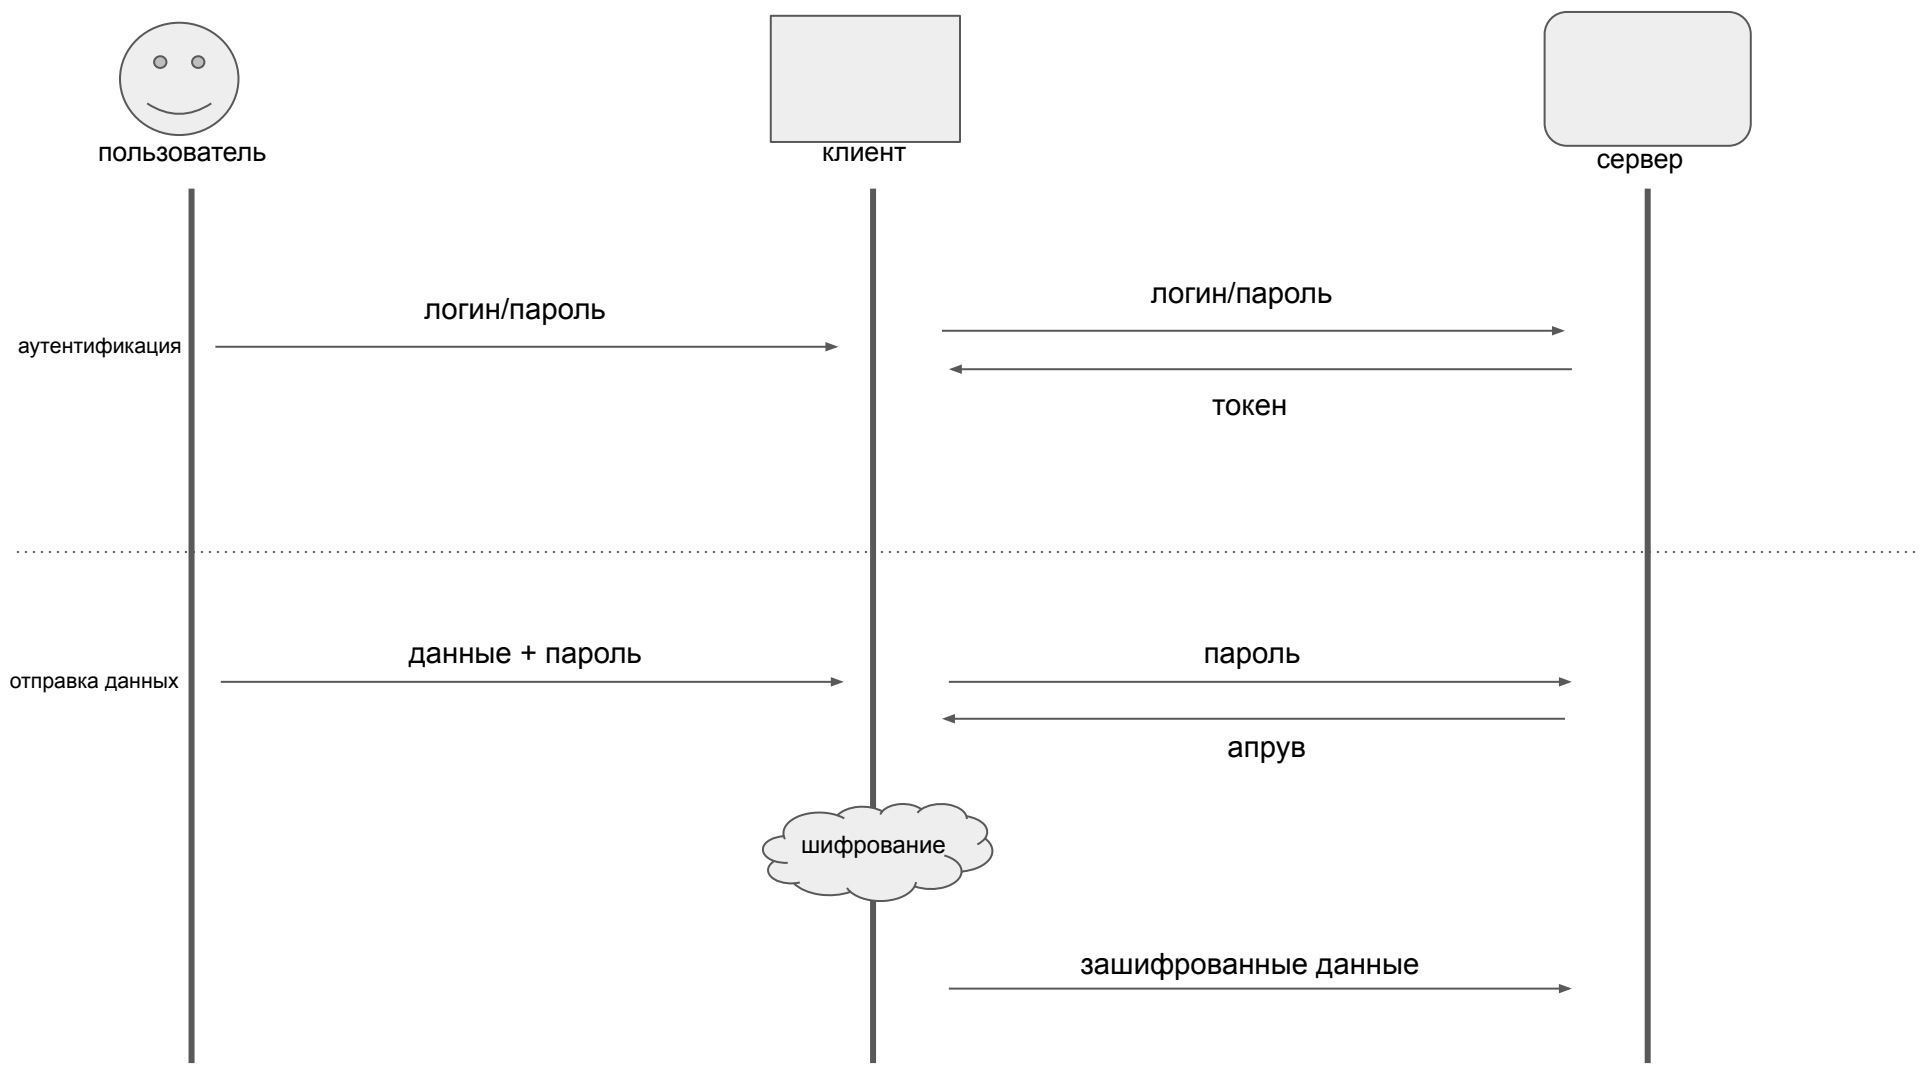 пользователь
клиент
сервер
логин/пароль
логин/пароль
аутентификация
токен
данные + пароль
пароль
отправка данных
апрув
шифрование
зашифрованные данные